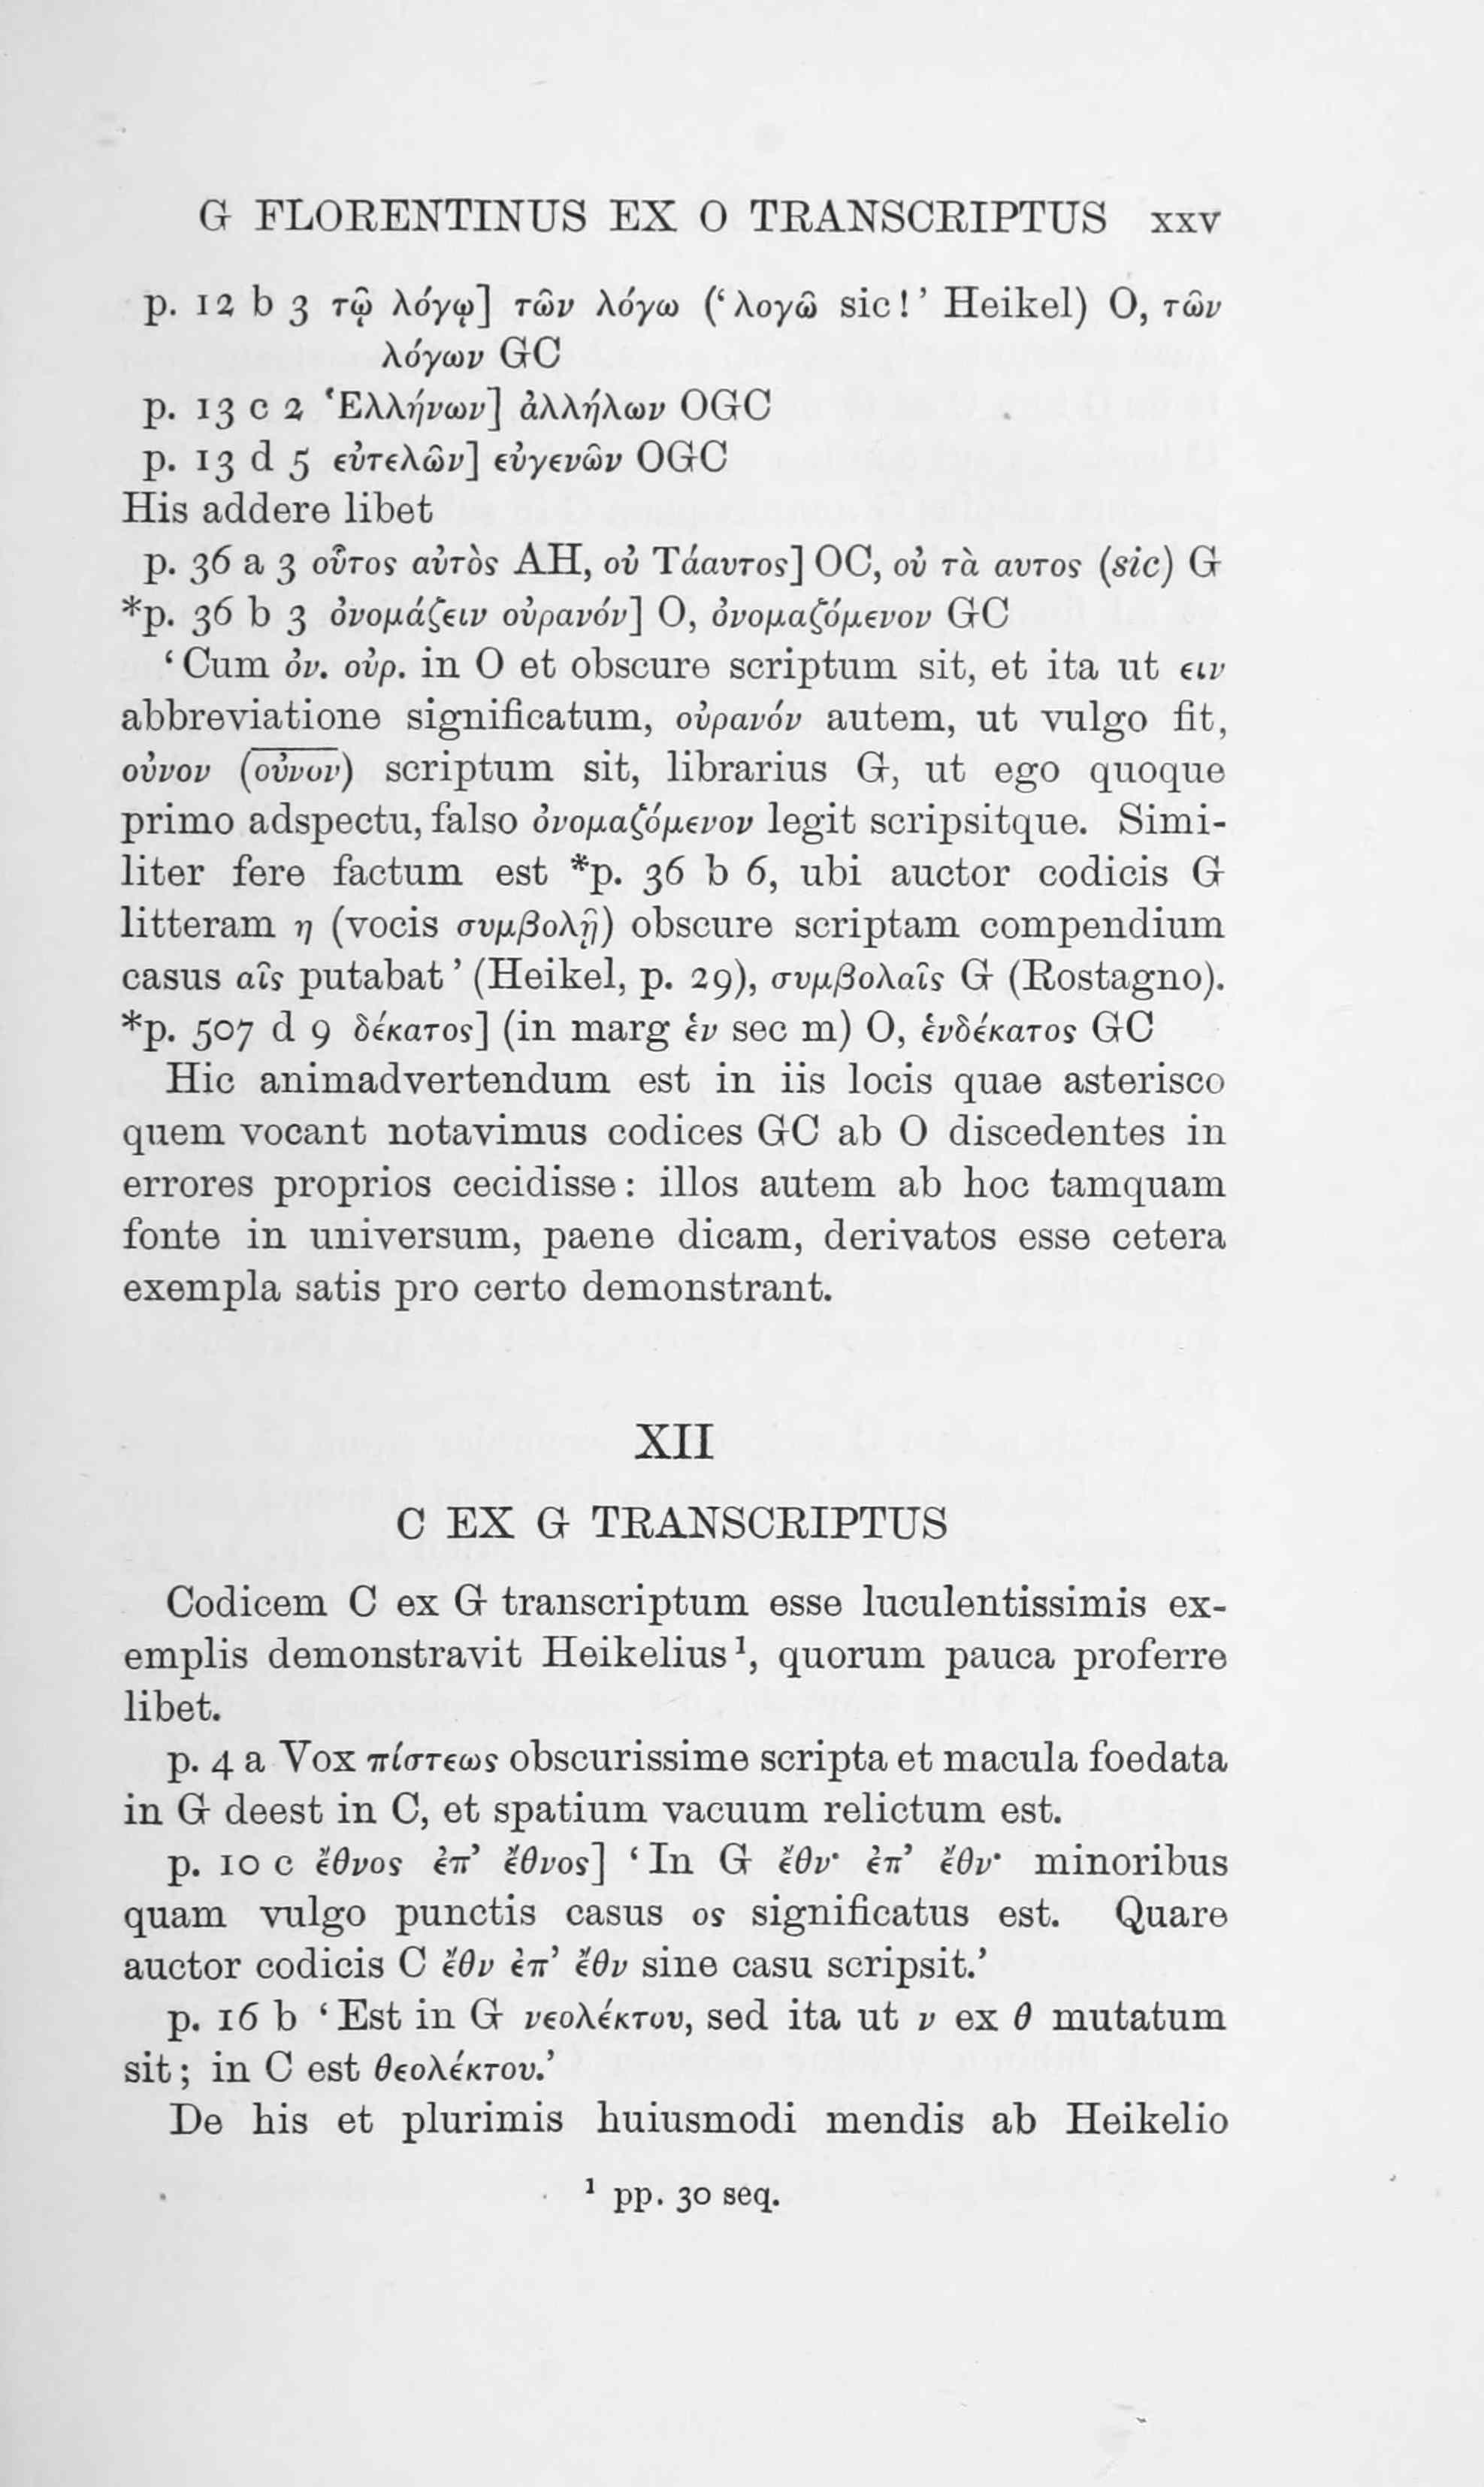 G FLORENTINUS EX O TRANSCRIPTUS xxv
p. 12 b 3 τῷ λόγῳ] τῶν λόγω (‘λογῶ sic!’ Heikel) O, τῶν
λόγων GC
p. 13 c 2 Ἑλλήνων] ἀλλήλων OGC
p. 13 d 5 εὐτελῶν] εὐγενῶν OGC
His addere libet
p. 36 a 3 οὗτος αὐτὸς AH, οὐ Τάαυτος] OC, οὐ τὰ αυτος (sic) G
*p. 36 b 3 ὀνομάζειν οὐρανόν] O, ὀνομαζόμενον GC
‘Cum ὀν. οὐρ. in O et obscure scriptum sit, et ita ut ειν
abbreviatione significatum, οὐρανόν autem, ut vulgo fit,
οὐνον (οὐνον) scriptum sit, librarius G, ut ego quoque
primo adspectu, falso ὀνομαζόμενον legit scripsitque. Simi-
liter fere factum est *p. 36 b 6, ubi auctor codicis G
litteram η (vocis συμβολῇ) obscure scriptam compendium
casus αῖς putabat’ (Heikel, p. 29), συμβολαῖς G (Rostagno).
*p. 507 d 9 δέκατος] (in marg ἑν sec m) O, ἑνδέκατος GC
Hic animadvertendum est in iis locis quae asterisco
quem vocant notavimus codices GC ab O discedentes in
errores proprios cecidisse: illos autem ab hoc tamquam
fonte in universum, paene dicam, derivatos esse cetera
exempla satis pro certo demonstrant.
XII
C EX G TRANSCRIPTUS
Codicem C ex G transcriptum esse luculentissimis ex-
emplis demonstravit Heikelius¹, quorum pauca proferre
libet.
p. 4 a Vox πίστεως obscurissime scripta et macula foedata
in G deest in C, et spatium vacuum relictum est.
p. 10 c ἔθνος ἐπ’ ἔθνος] ‘In G ἔθν· ἐπ’ ἔθν· minoribus
quam vulgo punctis casus ος significatus est. Quare
auctor codicis C ἔθν ἐπ’ ἔθν sine casu scripsit.’
p. 16 b ‘Est in G νεολέκτου, sed ita ut ν ex θ mutatum
sit; in C est θεολέκτου.’
De his et plurimis huiusmodi mendis ab Heikelio
¹ pp. 30 seq.